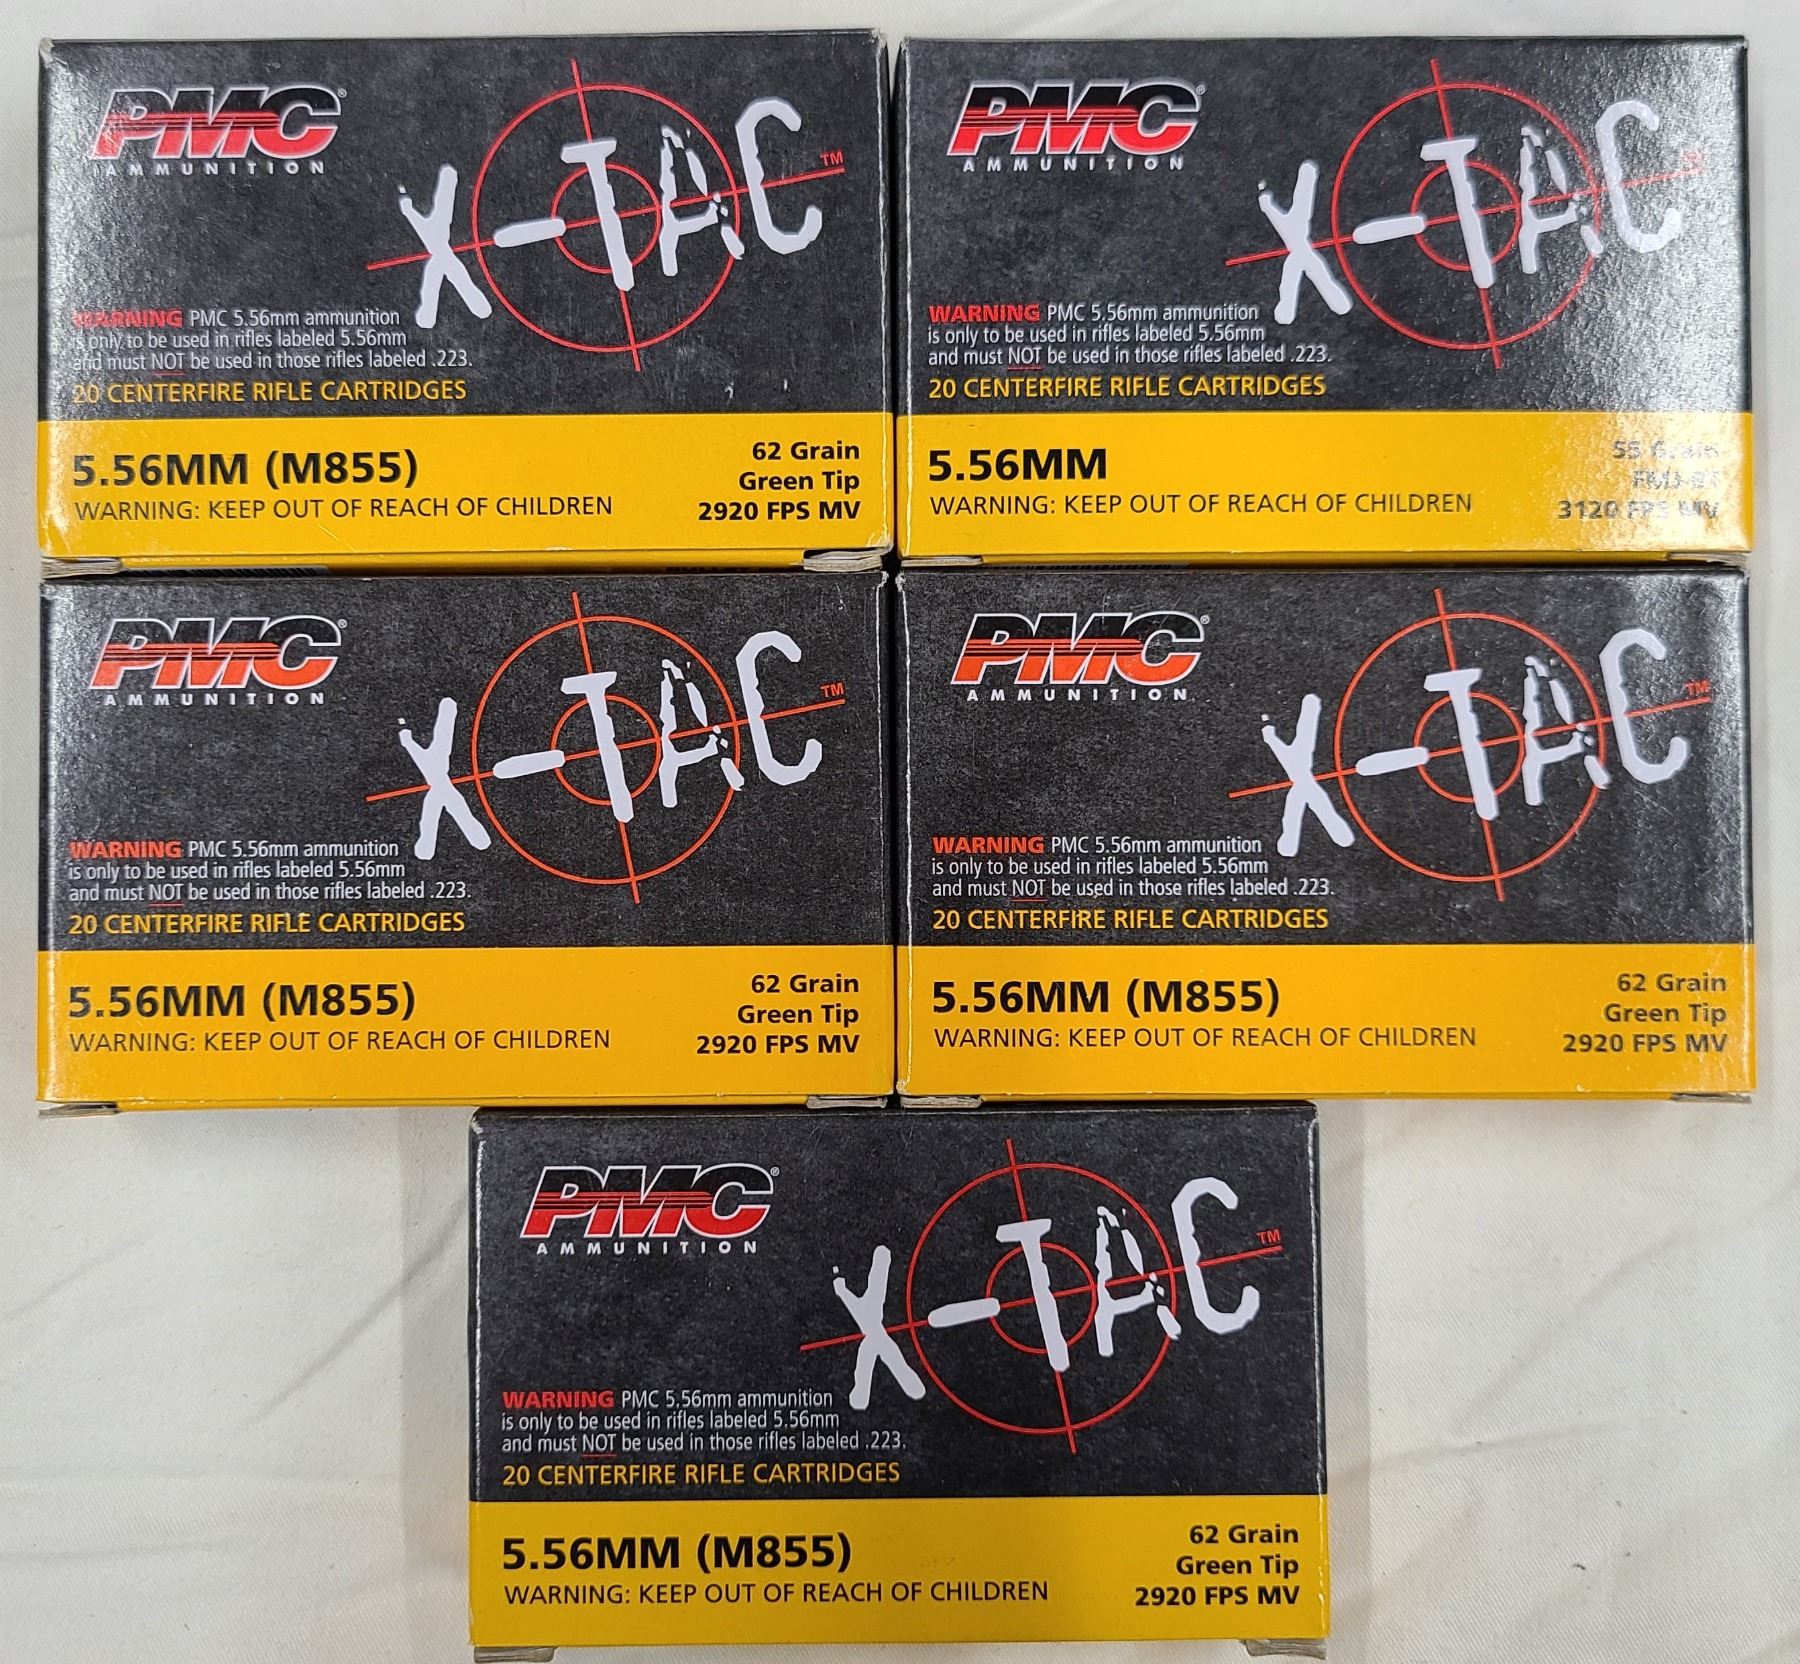 PMC®
AMMUNITION
X-TAC™
WARNING PMC 5.56mm ammunition
is only to be used in rifles labeled 5.56mm
and must NOT be used in those rifles labeled .223.
20 CENTERFIRE RIFLE CARTRIDGES
5.56MM (M855)
WARNING: KEEP OUT OF REACH OF CHILDREN
62 Grain
Green Tip
2920 FPS MV
PMC®
AMMUNITION
X-TAC™
WARNING PMC 5.56mm ammunition
is only to be used in rifles labeled 5.56mm
and must NOT be used in those rifles labeled .223.
20 CENTERFIRE RIFLE CARTRIDGES
5.56MM
WARNING: KEEP OUT OF REACH OF CHILDREN
55 Grain
FMJ-BT
3120 FPS MV
PMC®
AMMUNITION
X-TAC™
WARNING PMC 5.56mm ammunition
is only to be used in rifles labeled 5.56mm
and must NOT be used in those rifles labeled .223.
20 CENTERFIRE RIFLE CARTRIDGES
5.56MM (M855)
WARNING: KEEP OUT OF REACH OF CHILDREN
62 Grain
Green Tip
2920 FPS MV
PMC®
AMMUNITION
X-TAC™
WARNING PMC 5.56mm ammunition
is only to be used in rifles labeled 5.56mm
and must NOT be used in those rifles labeled .223.
20 CENTERFIRE RIFLE CARTRIDGES
5.56MM (M855)
WARNING: KEEP OUT OF REACH OF CHILDREN
62 Grain
Green Tip
2920 FPS MV
PMC®
AMMUNITION
X-TAC™
WARNING PMC 5.56mm ammunition
is only to be used in rifles labeled 5.56mm
and must NOT be used in those rifles labeled .223.
20 CENTERFIRE RIFLE CARTRIDGES
5.56MM (M855)
WARNING: KEEP OUT OF REACH OF CHILDREN
62 Grain
Green Tip
2920 FPS MV